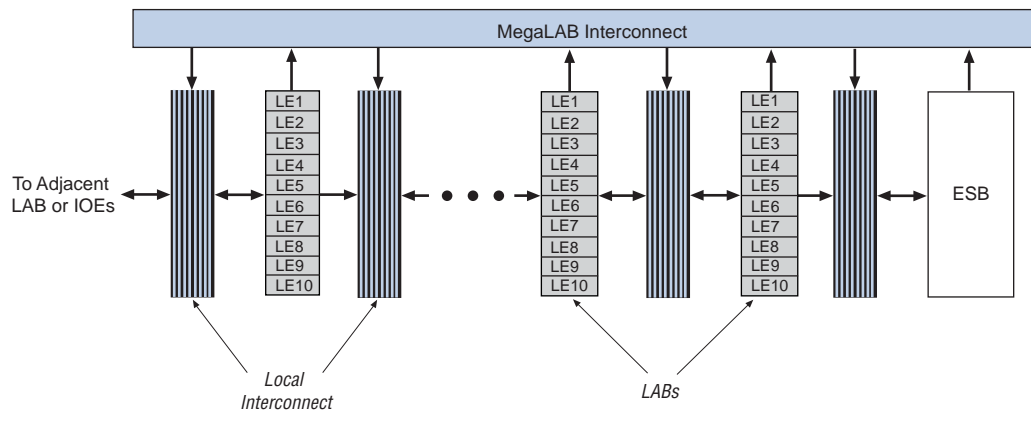 MegaLAB Interconnect
LE1
LE2
LE3
LE4
LE5
LE6
LE7
LE8
LE9
LE10
LE1
LE2
LE3
LE4
LE5
LE6
LE7
LE8
LE9
LE10
LE1
LE2
LE3
LE4
LE5
LE6
LE7
LE8
LE9
LE10
To Adjacent
LAB or IOEs
ESB
Local
Interconnect
LABs